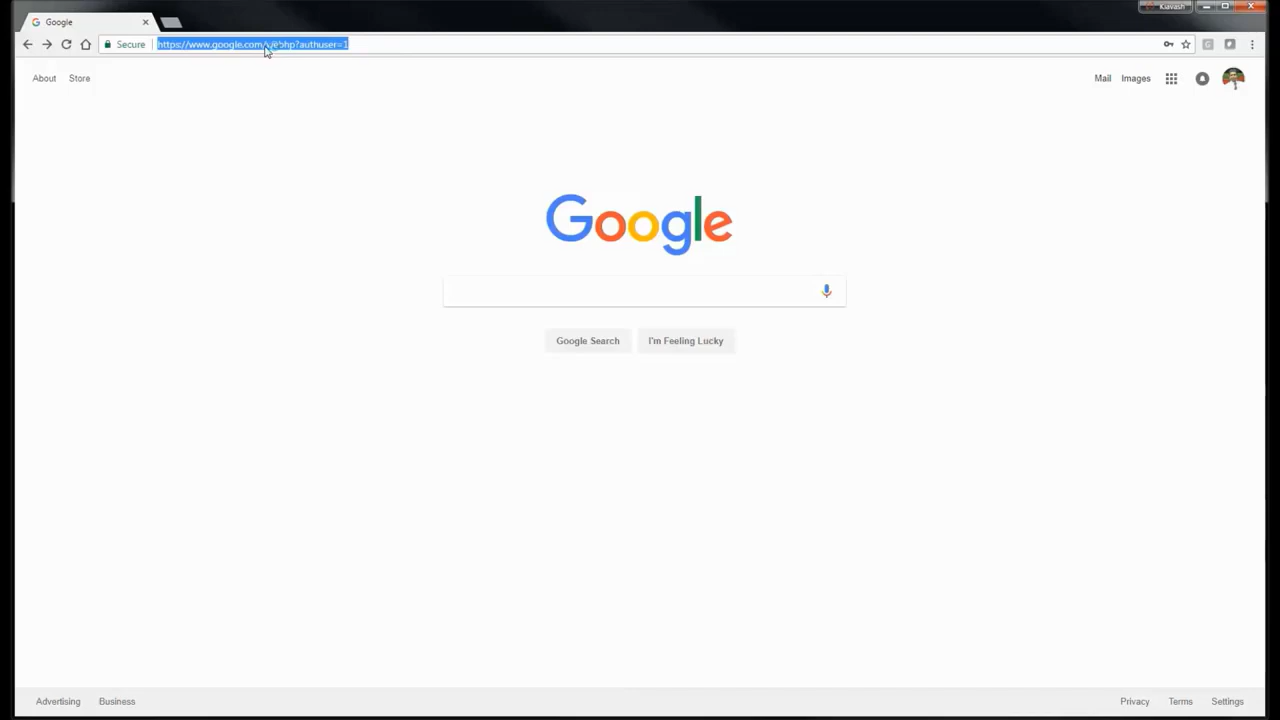 Kiavash
Google
Secure
https://www.google.com/webhp?authuser=1
About
Store
Mail
Images
Google
Google Search
I'm Feeling Lucky
Advertising
Business
Privacy
Terms
Settings